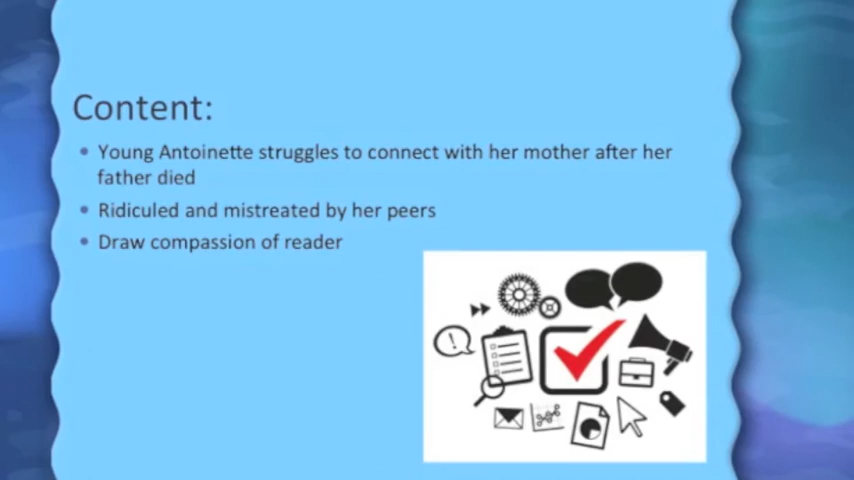 Content:
• Young Antoinette struggles to connect with her mother after her
father died
• Ridiculed and mistreated by her peers
• Draw compassion of reader
!